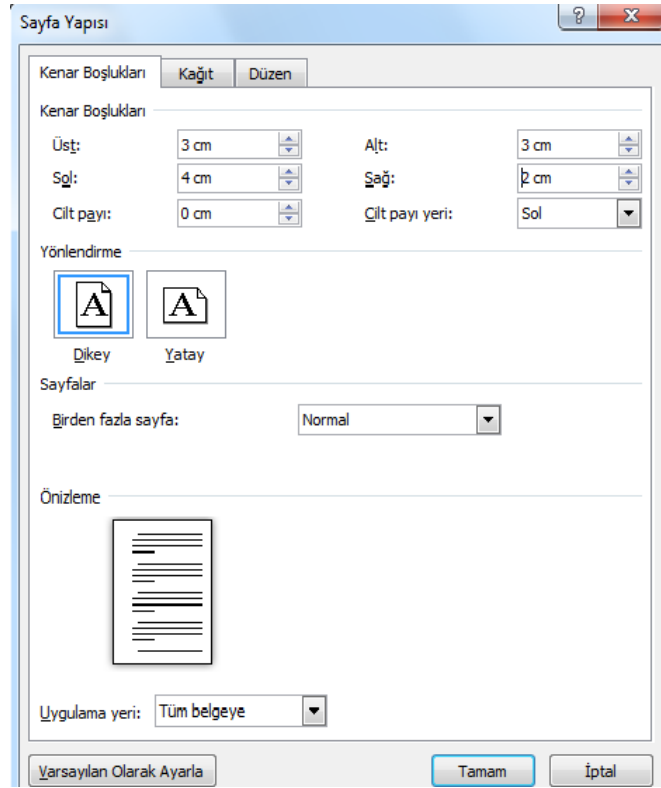 Sayfa Yapısı
Kenar Boşlukları Kağıt Düzen
Kenar Boşlukları
Üst: 3 cm Alt: 3 cm
Sol: 4 cm Sağ: 2 cm
Cilt payı: 0 cm Cilt payı yeri: Sol
Yönlendirme
A A
Dikey Yatay
Sayfalar
Birden fazla sayfa: Normal
Önizleme
Uygulama yeri: Tüm belgeye
Varsayılan Olarak Ayarla Tamam İptal